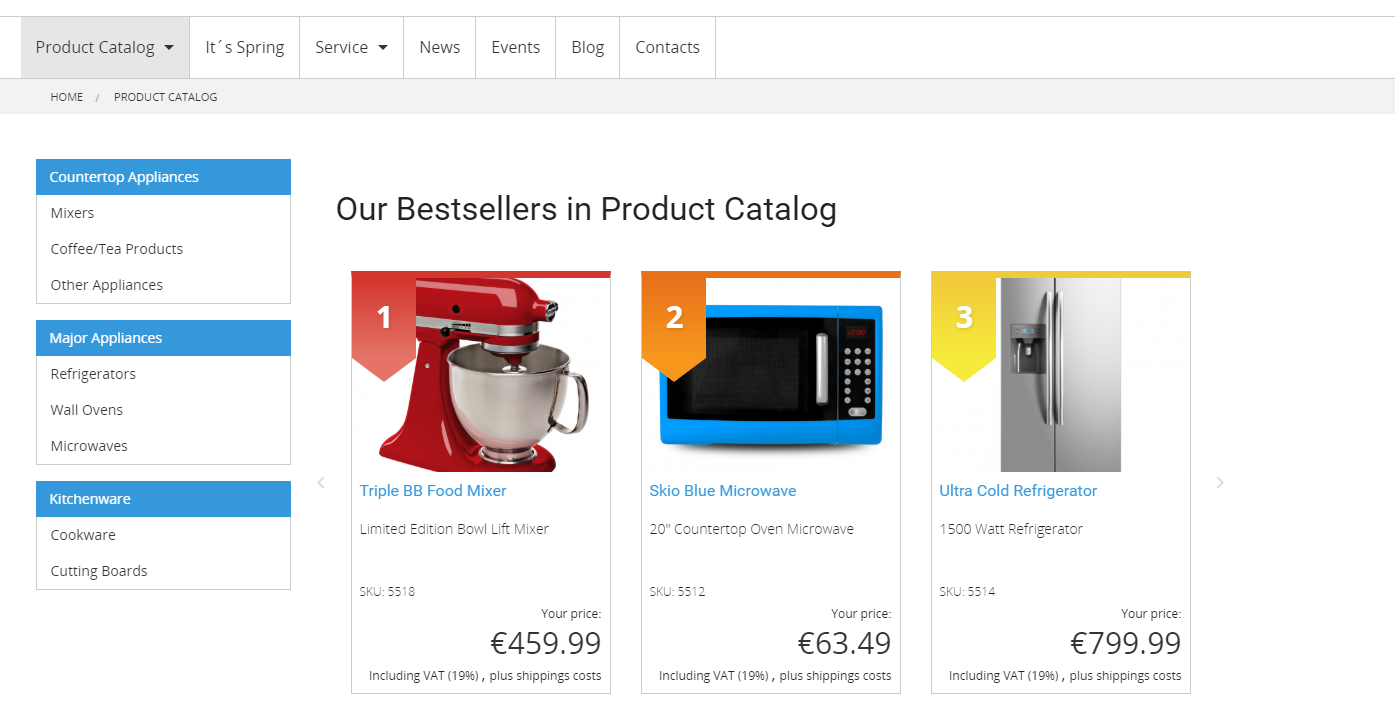 Product Catalog
It´s Spring
Service
News
Events
Blog
Contacts
HOME / PRODUCT CATALOG
Countertop Appliances
Mixers
Coffee/Tea Products
Other Appliances
Major Appliances
Refrigerators
Wall Ovens
Microwaves
Kitchenware
Cookware
Cutting Boards
Our Bestsellers in Product Catalog
1
Triple BB Food Mixer
Limited Edition Bowl Lift Mixer
SKU: 5518
Your price:
€459.99
Including VAT (19%) , plus shippings costs
2
Skio Blue Microwave
20" Countertop Oven Microwave
SKU: 5512
Your price:
€63.49
Including VAT (19%) , plus shippings costs
3
Ultra Cold Refrigerator
1500 Watt Refrigerator
SKU: 5514
Your price:
€799.99
Including VAT (19%) , plus shippings costs